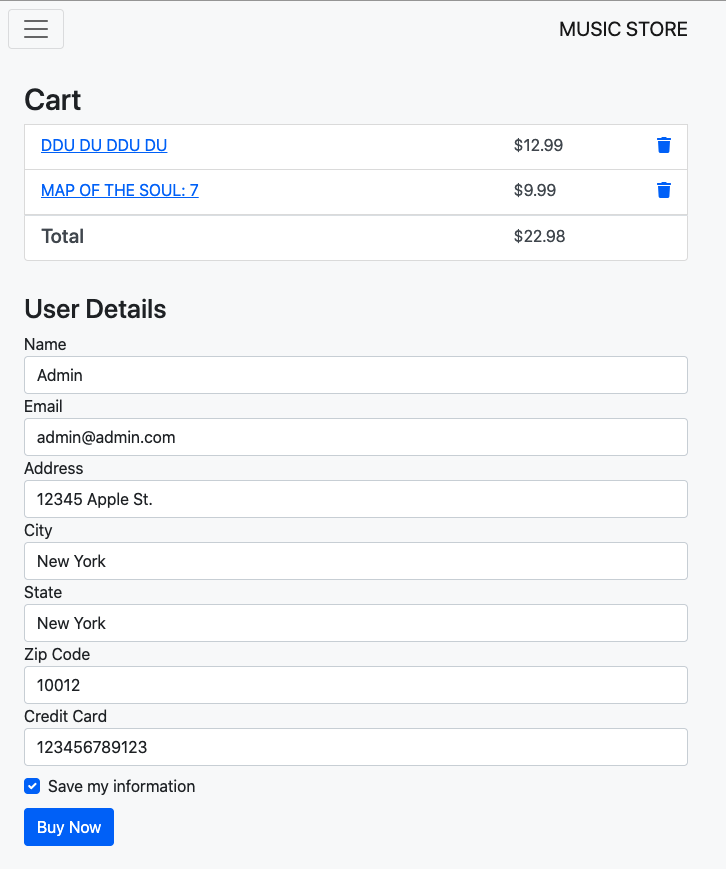 MUSIC STORE
Cart
DDU DU DDU DU $12.99
MAP OF THE SOUL: 7 $9.99
Total $22.98
User Details
Name
Admin
Email
admin@admin.com
Address
12345 Apple St.
City
New York
State
New York
Zip Code
10012
Credit Card
123456789123
Save my information
Buy Now